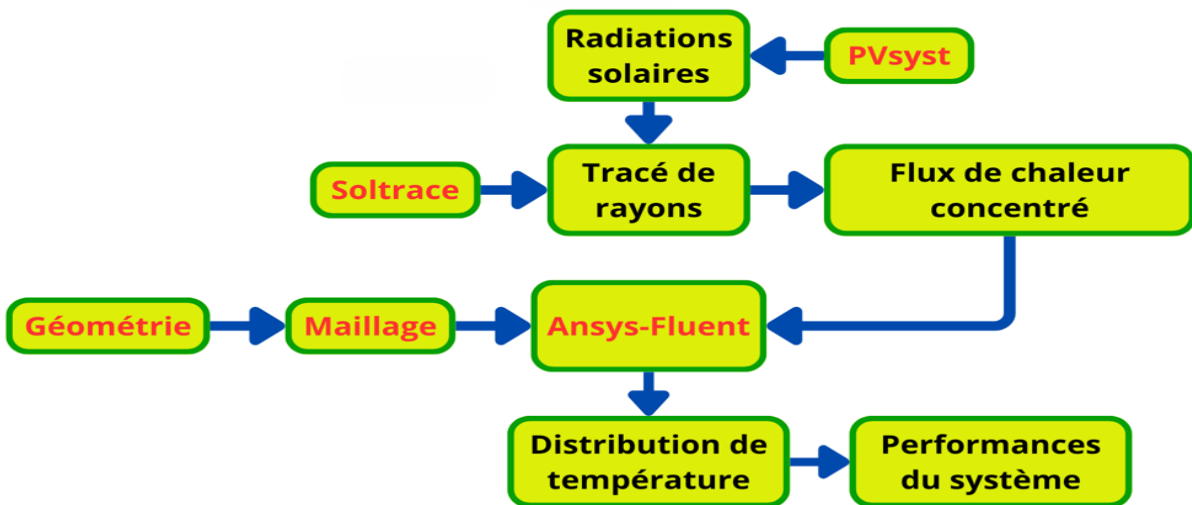 Radiations
solaires
PVsyst
Soltrace
Tracé de
rayons
Flux de chaleur
concentré
Géométrie
Maillage
Ansys-Fluent
Distribution de
température
Performances
du système